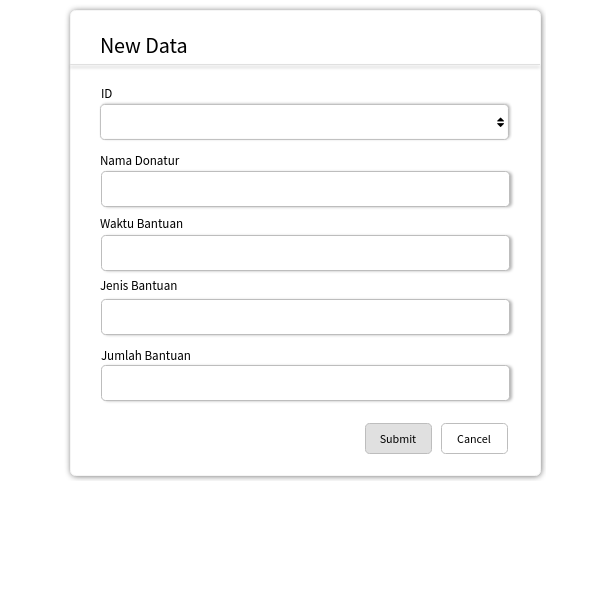 New Data
ID
Nama Donatur
Waktu Bantuan
Jenis Bantuan
Jumlah Bantuan
Submit
Cancel